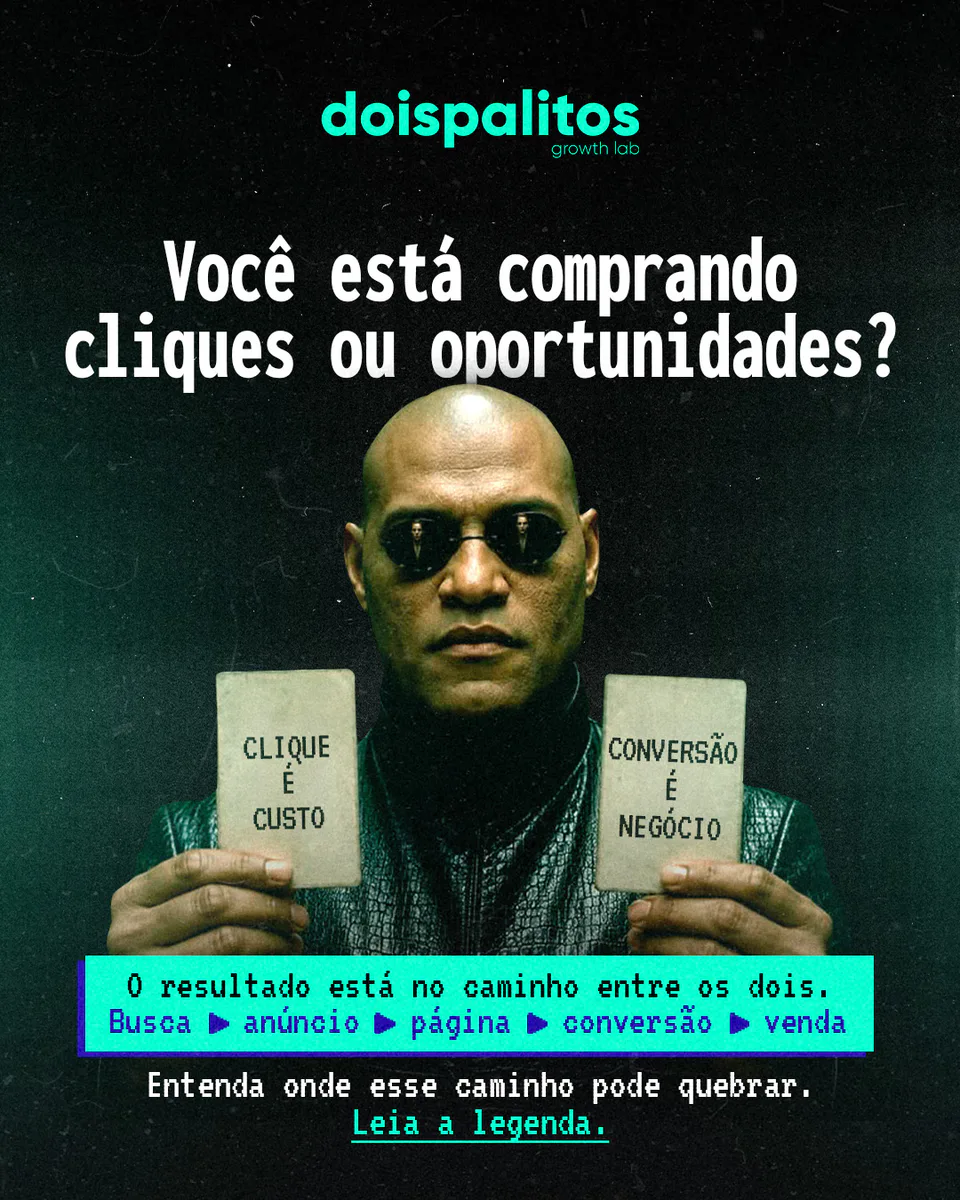 doispalitos
growth lab
Você está comprando
cliques ou oportunidades?
CLIQUE
É
CUSTO
CONVERSÃO
É
NEGÓCIO
O resultado está no caminho entre os dois.
Busca ▶ anúncio ▶ página ▶ conversão ▶ venda
Entenda onde esse caminho pode quebrar.
Leia a legenda.